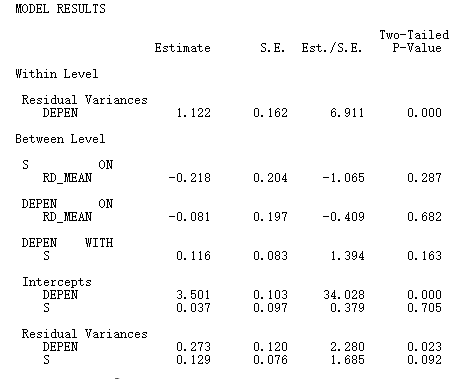 MODEL RESULTS
Two-Tailed
Estimate S.E. Est./S.E. P-Value
Within Level
Residual Variances
DEPEN 1.122 0.162 6.911 0.000
Between Level
S ON
RD_MEAN -0.218 0.204 -1.065 0.287
DEPEN ON
RD_MEAN -0.081 0.197 -0.409 0.682
DEPEN WITH
S 0.116 0.083 1.394 0.163
Intercepts
DEPEN 3.501 0.103 34.028 0.000
S 0.037 0.097 0.379 0.705
Residual Variances
DEPEN 0.273 0.120 2.280 0.023
S 0.129 0.076 1.685 0.092